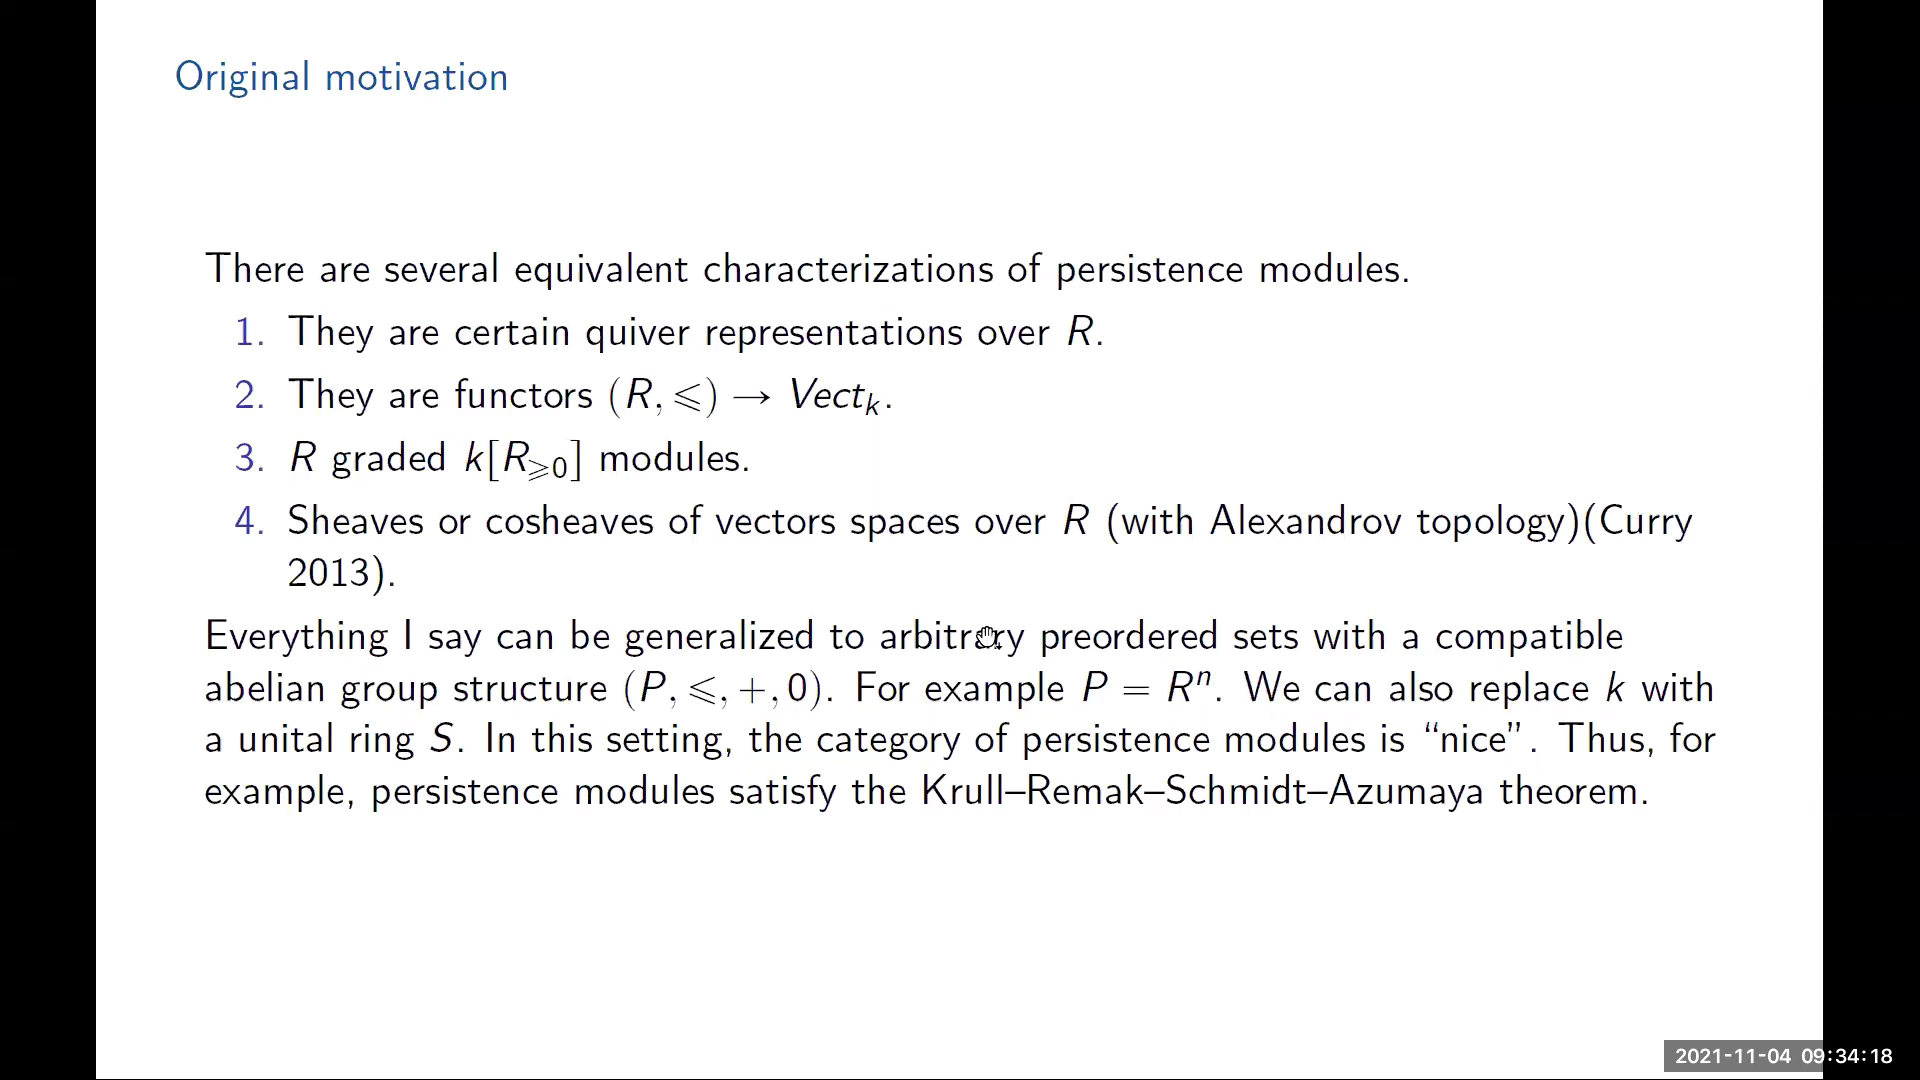 Original motivation
There are several equivalent characterizations of persistence modules.
1. They are certain quiver representations over R.
2. They are functors (R, ⩽) → Vect_k.
3. R graded k[R_⩾0] modules.
4. Sheaves or cosheaves of vectors spaces over R (with Alexandrov topology)(Curry
2013).
Everything I say can be generalized to arbitrary preordered sets with a compatible
abelian group structure (P, ⩽, +, 0). For example P = Rⁿ. We can also replace k with
a unital ring S. In this setting, the category of persistence modules is “nice”. Thus, for
example, persistence modules satisfy the Krull–Remak–Schmidt–Azumaya theorem.
2021-11-04 09:34:18